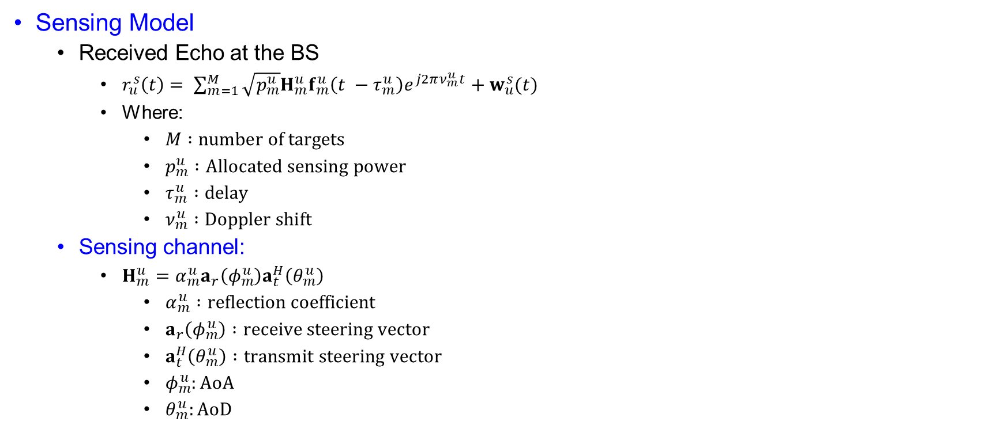 • Sensing Model
• Received Echo at the BS
• $r_u^s(t) = \sum_{m=1}^{M} \sqrt{p_m^u} \mathbf{H}_m^u \mathbf{f}_m^u (t - \tau_m^u) e^{j2\pi\nu_m^u t} + \mathbf{w}_u^s(t)$
• Where:
• $M$ : number of targets
• $p_m^u$ : Allocated sensing power
• $\tau_m^u$ : delay
• $\nu_m^u$ : Doppler shift
• Sensing channel:
• $\mathbf{H}_m^u = \alpha_m^u \mathbf{a}_r(\phi_m^u) \mathbf{a}_t^H(\theta_m^u)$
• $\alpha_m^u$ : reflection coefficient
• $\mathbf{a}_r(\phi_m^u)$ : receive steering vector
• $\mathbf{a}_t^H(\theta_m^u)$ : transmit steering vector
• $\phi_m^u$: AoA
• $\theta_m^u$: AoD